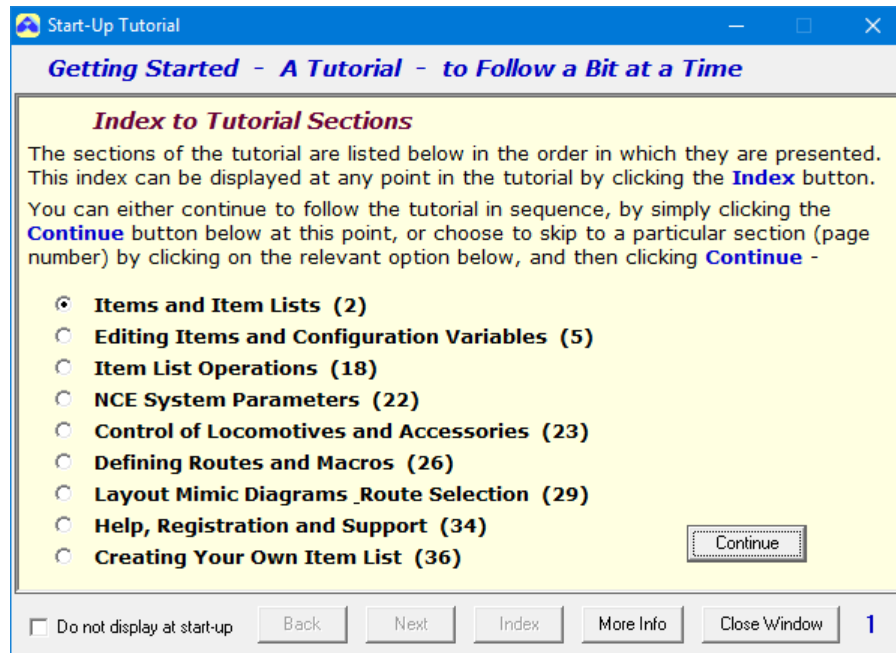 Start-Up Tutorial
Getting Started - A Tutorial - to Follow a Bit at a Time
Index to Tutorial Sections
The sections of the tutorial are listed below in the order in which they are presented.
This index can be displayed at any point in the tutorial by clicking the Index button.
You can either continue to follow the tutorial in sequence, by simply clicking the
Continue button below at this point, or choose to skip to a particular section (page
number) by clicking on the relevant option below, and then clicking Continue -
Items and Item Lists (2)
Editing Items and Configuration Variables (5)
Item List Operations (18)
NCE System Parameters (22)
Control of Locomotives and Accessories (23)
Defining Routes and Macros (26)
Layout Mimic Diagrams _Route Selection (29)
Help, Registration and Support (34)
Creating Your Own Item List (36)
Continue
Do not display at start-up Back Next Index More Info Close Window 1